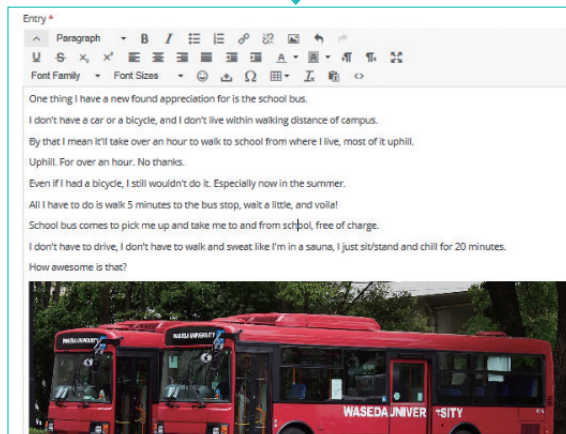 Entry *
Paragraph
Font Family Font Sizes
One thing I have a new found appreciation for is the school bus.
I don't have a car or a bicycle, and I don't live within walking distance of campus.
By that I mean it'll take over an hour to walk to school from where I live, most of it uphill.
Uphill. For over an hour. No thanks.
Even if I had a bicycle, I still wouldn't do it. Especially now in the summer.
All I have to do is walk 5 minutes to the bus stop, wait a little, and voila!
School bus comes to pick me up and take me to and from school, free of charge.
I don't have to drive, I don't have to walk and sweat like I'm in a sauna, I just sit/stand and chill for 20 minutes.
How awesome is that?
WASEDA UNIVERSITY WASEDA UNIVERSITY
WASEDA UNIVER SITY